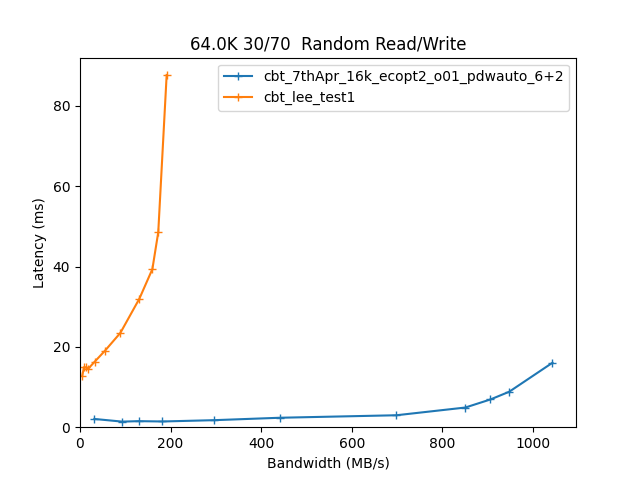 64.0K 30/70  Random Read/Write
cbt_7thApr_16k_ecopt2_o01_pdwauto_6+2
cbt_lee_test1
80
60
40
20
0
Latency (ms)
0 200 400 600 800 1000
Bandwidth (MB/s)